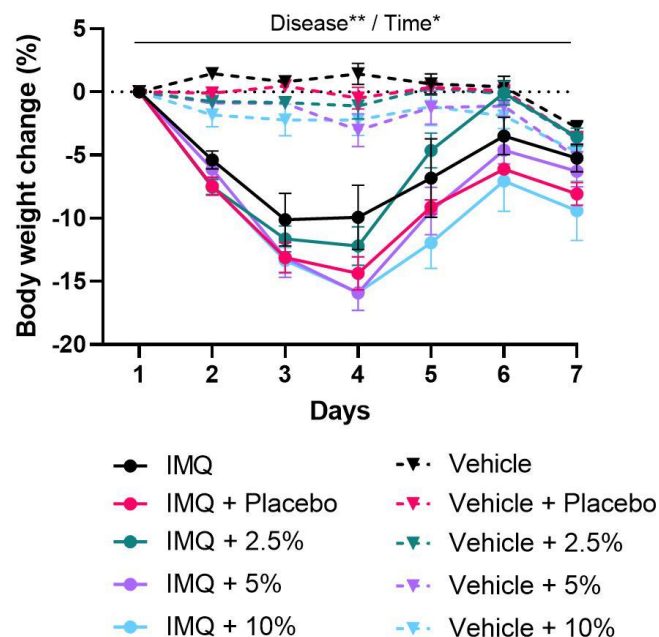 Disease** / Time*
Body weight change (%)
5
0
-5
-10
-15
-20
1 2 3 4 5 6 7
Days
IMQ
Vehicle
IMQ + Placebo
Vehicle + Placebo
IMQ + 2.5%
Vehicle + 2.5%
IMQ + 5%
Vehicle + 5%
IMQ + 10%
Vehicle + 10%